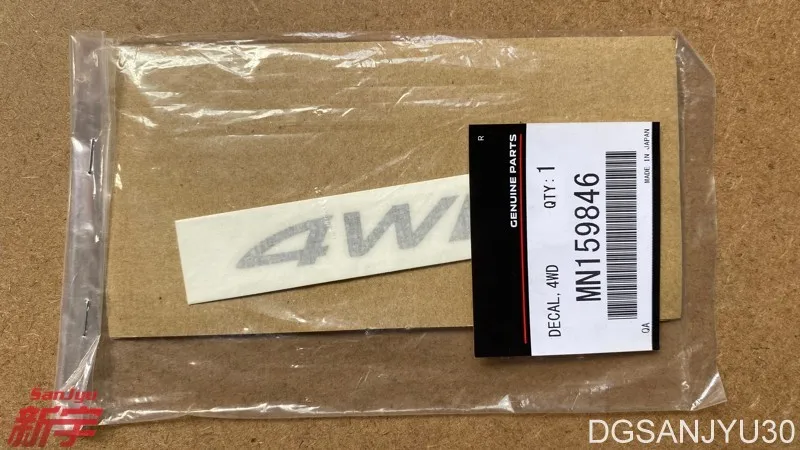 4WD
R
GENUINE PARTS
DECAL, 4WD
QTY: 1
MN159846
MADE IN JAPAN
QA
SanJyu
新宇
DGSANJYU30